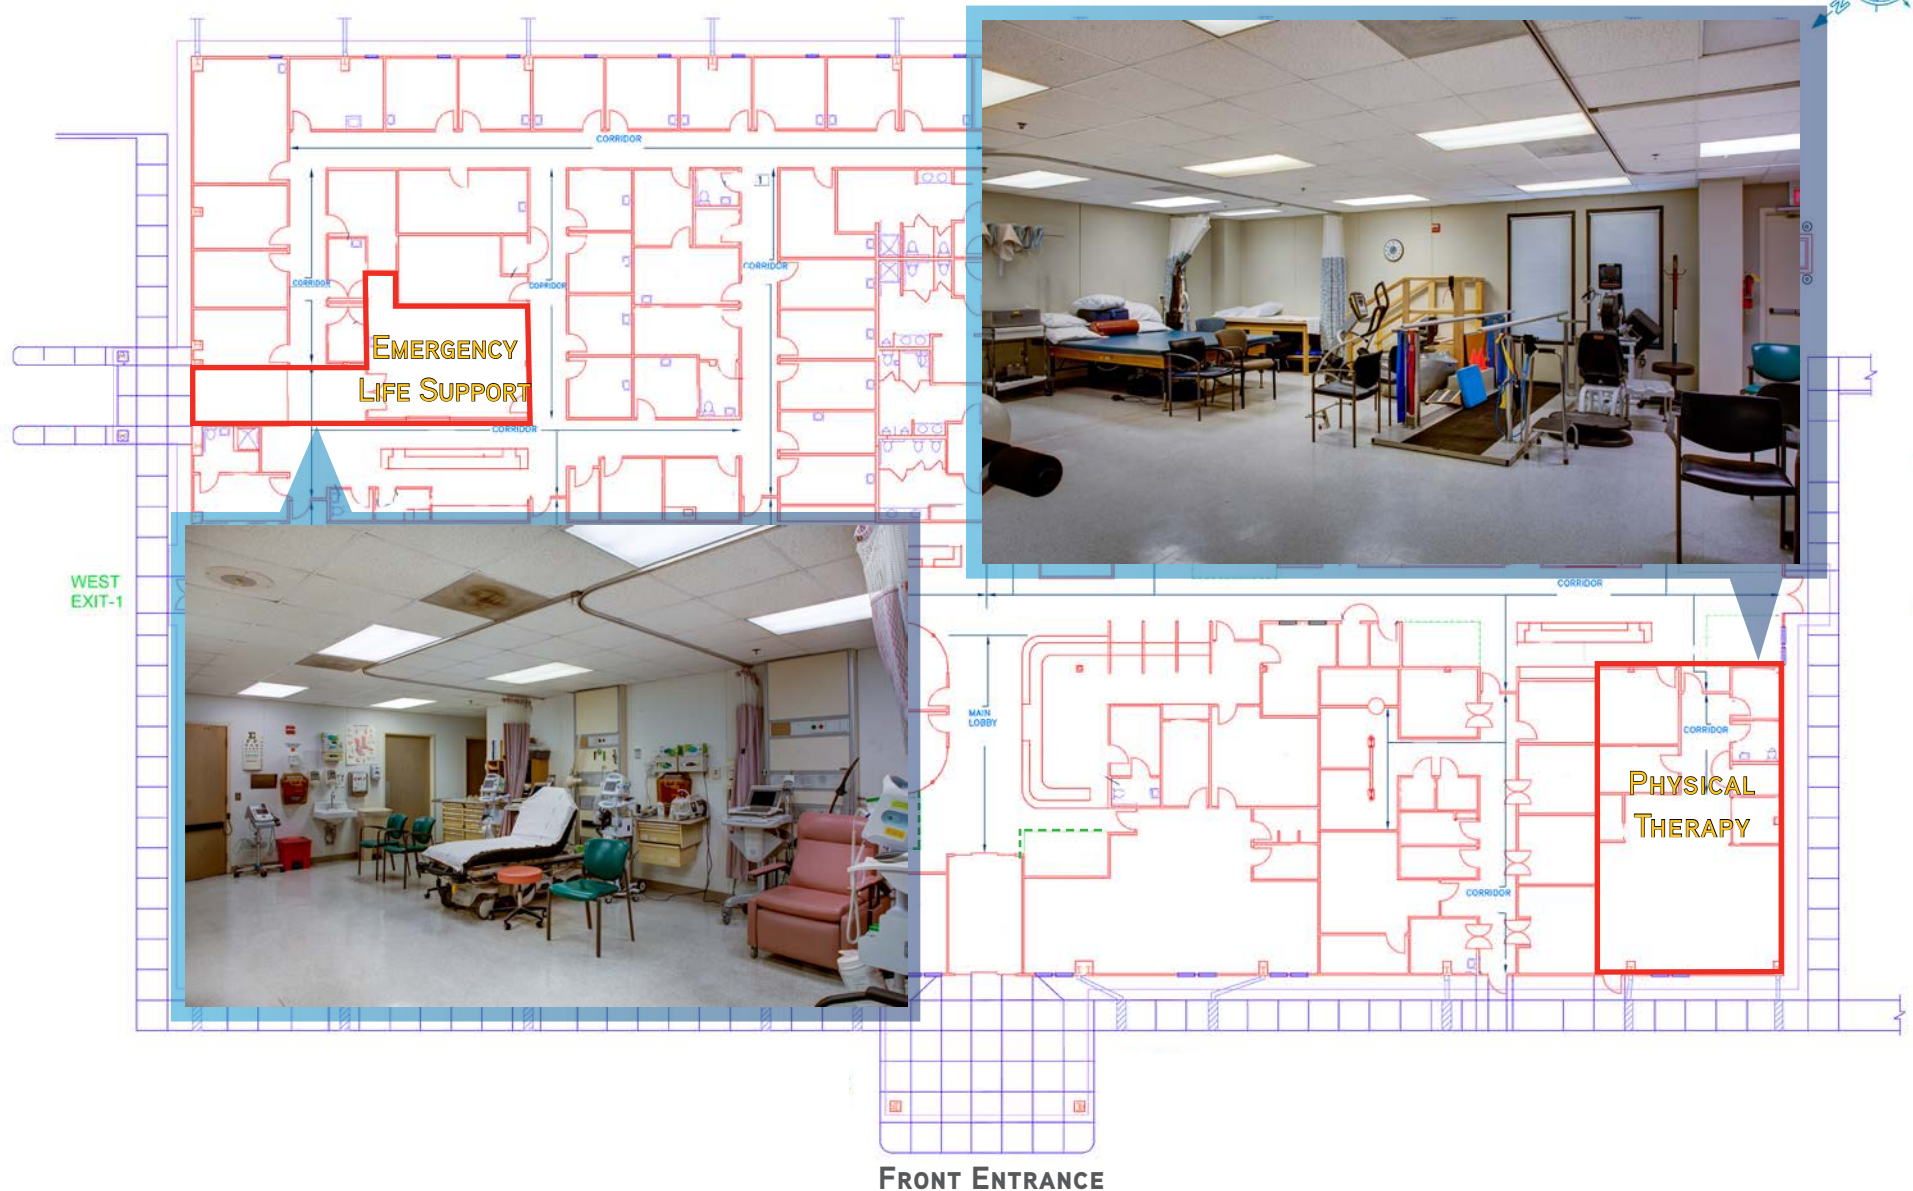 CORRIDOR
1
CORRIDOR
CORRIDOR
CORRIDOR
EMERGENCY
LIFE SUPPORT
CORRIDOR
WEST
EXIT-1
CORRIDOR
MAIN
LOBBY
CORRIDOR
PHYSICAL
THERAPY
CORRIDOR
FRONT ENTRANCE